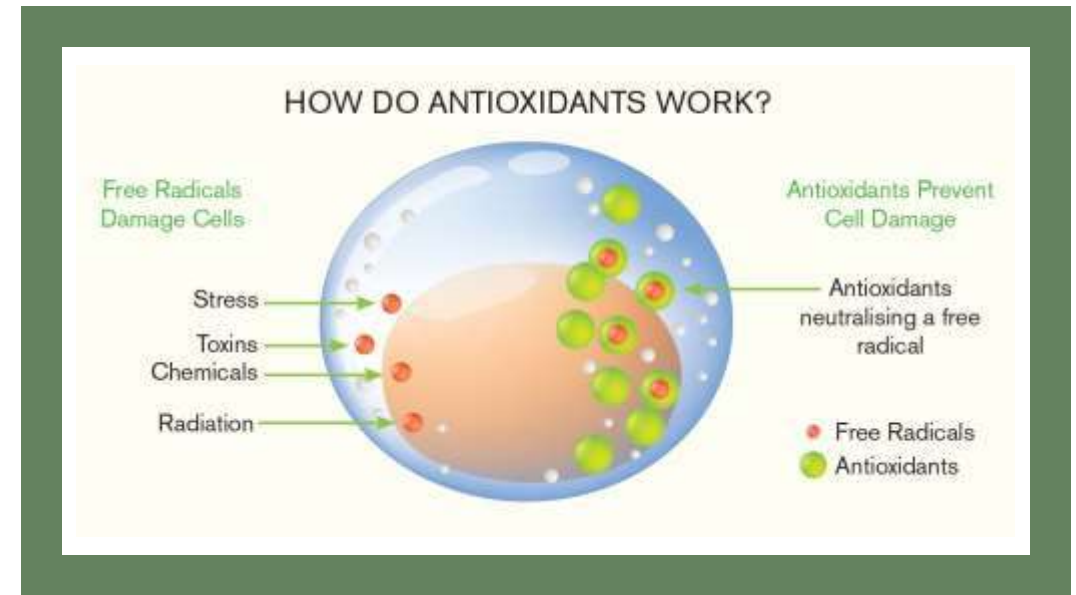 HOW DO ANTIOXIDANTS WORK?
Free Radicals
Damage Cells
Stress
Toxins
Chemicals
Radiation
Antioxidants Prevent
Cell Damage
Antioxidants
neutralising a free
radical
Free Radicals
Antioxidants